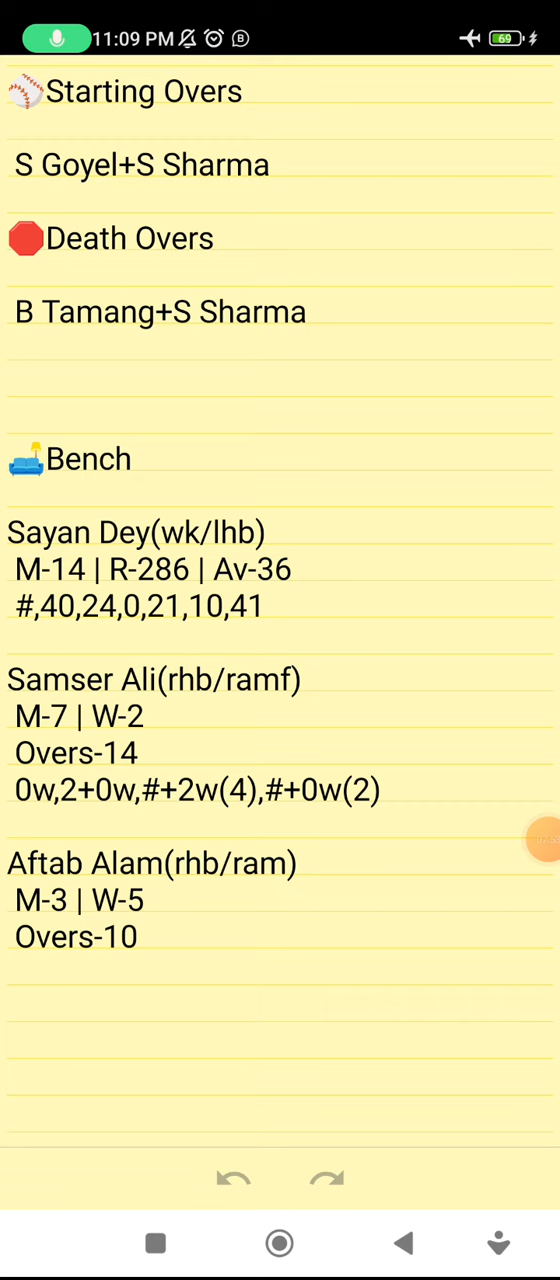 11:09 PM
69
⚾Starting Overs
S Goyel+S Sharma
🛑Death Overs
B Tamang+S Sharma
🛋️Bench
Sayan Dey(wk/lhb)
M-14 | R-286 | Av-36
#,40,24,0,21,10,41
Samser Ali(rhb/ramf)
M-7 | W-2
Overs-14
0w,2+0w,#+2w(4),#+0w(2)
Aftab Alam(rhb/ram)
M-3 | W-5
Overs-10